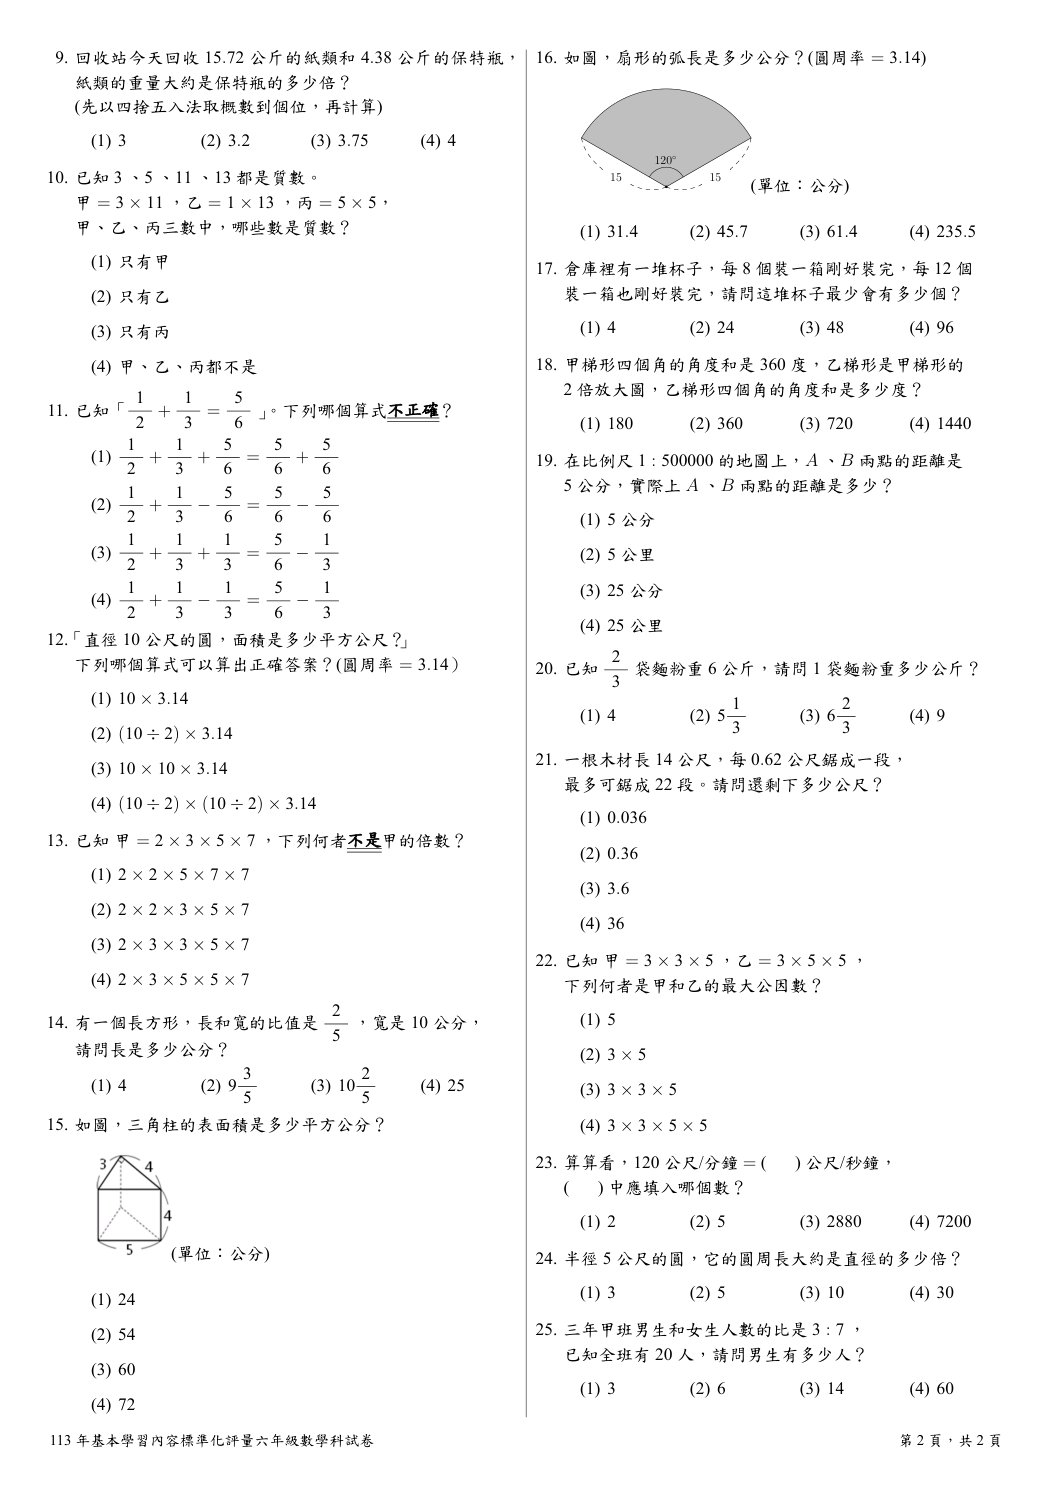 9. 回收站今天回收 15.72 公斤的紙類和 4.38 公斤的保特瓶，
紙類的重量大約是保特瓶的多少倍？
(先以四捨五入法取概數到個位，再計算)
(1) 3 (2) 3.2 (3) 3.75 (4) 4
10. 已知 3、5、11、13 都是質數。
甲 = 3 × 11，乙 = 1 × 13，丙 = 5 × 5，
甲、乙、丙三數中，哪些數是質數？
(1) 只有甲
(2) 只有乙
(3) 只有丙
(4) 甲、乙、丙都不是
11. 已知「1/2 + 1/3 = 5/6」。下列哪個算式不正確？
(1) 1/2 + 1/3 + 5/6 = 5/6 + 5/6
(2) 1/2 + 1/3 − 5/6 = 5/6 − 5/6
(3) 1/2 + 1/3 + 1/3 = 5/6 − 1/3
(4) 1/2 + 1/3 − 1/3 = 5/6 − 1/3
12.「直徑 10 公尺的圓，面積是多少平方公尺？」
下列哪個算式可以算出正確答案？(圓周率 = 3.14)
(1) 10 × 3.14
(2) (10 ÷ 2) × 3.14
(3) 10 × 10 × 3.14
(4) (10 ÷ 2) × (10 ÷ 2) × 3.14
13. 已知 甲 = 2 × 3 × 5 × 7，下列何者不是甲的倍數？
(1) 2 × 2 × 5 × 7 × 7
(2) 2 × 2 × 3 × 5 × 7
(3) 2 × 3 × 3 × 5 × 7
(4) 2 × 3 × 5 × 5 × 7
14. 有一個長方形，長和寬的比值是 2/5，寬是 10 公分，
請問長是多少公分？
(1) 4 (2) 9 3/5 (3) 10 2/5 (4) 25
15. 如圖，三角柱的表面積是多少平方公分？
3 4
4
5
(單位：公分)
(1) 24
(2) 54
(3) 60
(4) 72
113 年基本學習內容標準化評量六年級數學科試卷
16. 如圖，扇形的弧長是多少公分？(圓周率 = 3.14)
120°
15 15
(單位：公分)
(1) 31.4 (2) 45.7 (3) 61.4 (4) 235.5
17. 倉庫裡有一堆杯子，每 8 個裝一箱剛好裝完，每 12 個
裝一箱也剛好裝完，請問這堆杯子最少會有多少個？
(1) 4 (2) 24 (3) 48 (4) 96
18. 甲梯形四個角的角度和是 360 度，乙梯形是甲梯形的
2 倍放大圖，乙梯形四個角的角度和是多少度？
(1) 180 (2) 360 (3) 720 (4) 1440
19. 在比例尺 1 : 500000 的地圖上，A、B 兩點的距離是
5 公分，實際上 A、B 兩點的距離是多少？
(1) 5 公分
(2) 5 公里
(3) 25 公分
(4) 25 公里
20. 已知 2/3 袋麵粉重 6 公斤，請問 1 袋麵粉重多少公斤？
(1) 4 (2) 5 1/3 (3) 6 2/3 (4) 9
21. 一根木材長 14 公尺，每 0.62 公尺鋸成一段，
最多可鋸成 22 段。請問還剩下多少公尺？
(1) 0.036
(2) 0.36
(3) 3.6
(4) 36
22. 已知 甲 = 3 × 3 × 5，乙 = 3 × 5 × 5，
下列何者是甲和乙的最大公因數？
(1) 5
(2) 3 × 5
(3) 3 × 3 × 5
(4) 3 × 3 × 5 × 5
23. 算算看，120 公尺/分鐘 = (   ) 公尺/秒鐘，
(   ) 中應填入哪個數？
(1) 2 (2) 5 (3) 2880 (4) 7200
24. 半徑 5 公尺的圓，它的圓周長大約是直徑的多少倍？
(1) 3 (2) 5 (3) 10 (4) 30
25. 三年甲班男生和女生人數的比是 3 : 7，
已知全班有 20 人，請問男生有多少人？
(1) 3 (2) 6 (3) 14 (4) 60
第 2 頁，共 2 頁